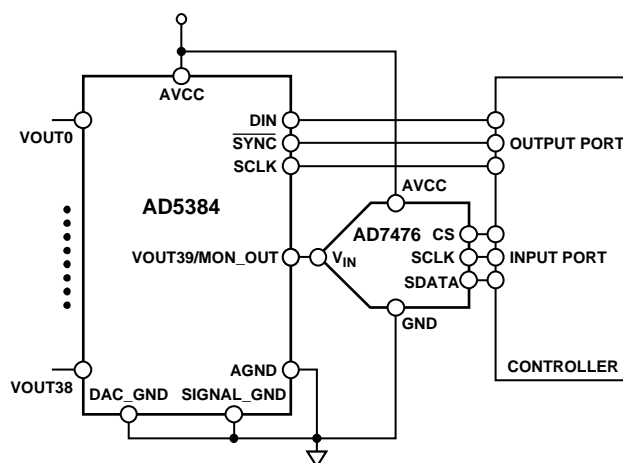 AVCC
VOUT0
DIN
SYNC
SCLK
OUTPUT PORT
AVCC
AD5384
AD7476
CS
VOUT39/MON_OUT
VIN
SCLK
INPUT PORT
SDATA
GND
AGND
VOUT38
DAC_GND
SIGNAL_GND
CONTROLLER